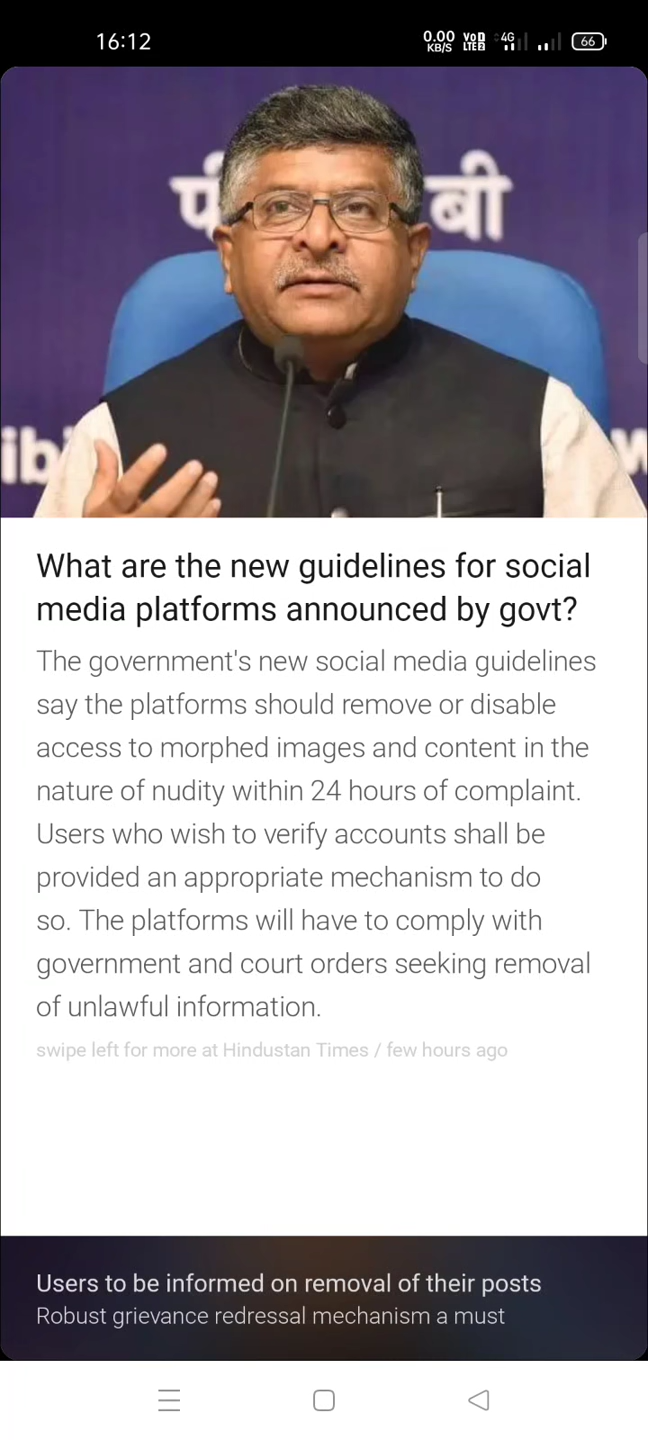 16:12
0.00 KB/S
VoD LTE2
4G
66
बी
What are the new guidelines for social
media platforms announced by govt?
The government's new social media guidelines
say the platforms should remove or disable
access to morphed images and content in the
nature of nudity within 24 hours of complaint.
Users who wish to verify accounts shall be
provided an appropriate mechanism to do
so. The platforms will have to comply with
government and court orders seeking removal
of unlawful information.
swipe left for more at Hindustan Times / few hours ago
Users to be informed on removal of their posts
Robust grievance redressal mechanism a must